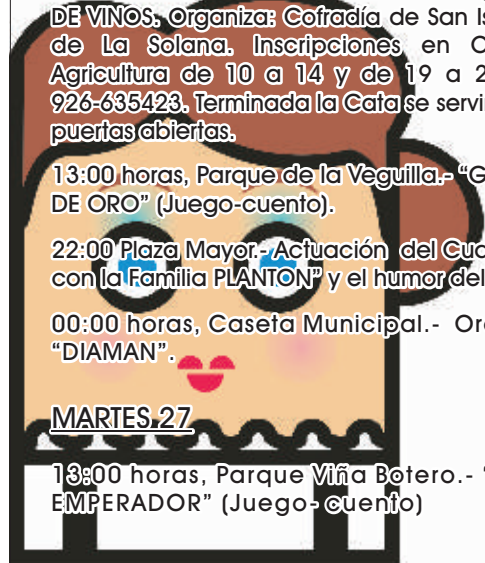 DE VINOS. Organiza: Cofradía de San Is
de La Solana. Inscripciones en C
Agricultura de 10 a 14 y de 19 a 2
926-635423. Terminada la Cata se servi
puertas abiertas.
13:00 horas, Parque de la Veguilla.- “G
DE ORO” (Juego-cuento).
22:00 Plaza Mayor.- Actuación del Cua
con la Familia PLANTON” y el humor del
00:00 horas, Caseta Municipal.- Orq
“DIAMAN”.
MARTES 27
13:00 horas, Parque Viña Botero.- “
EMPERADOR” (Juego- cuento)